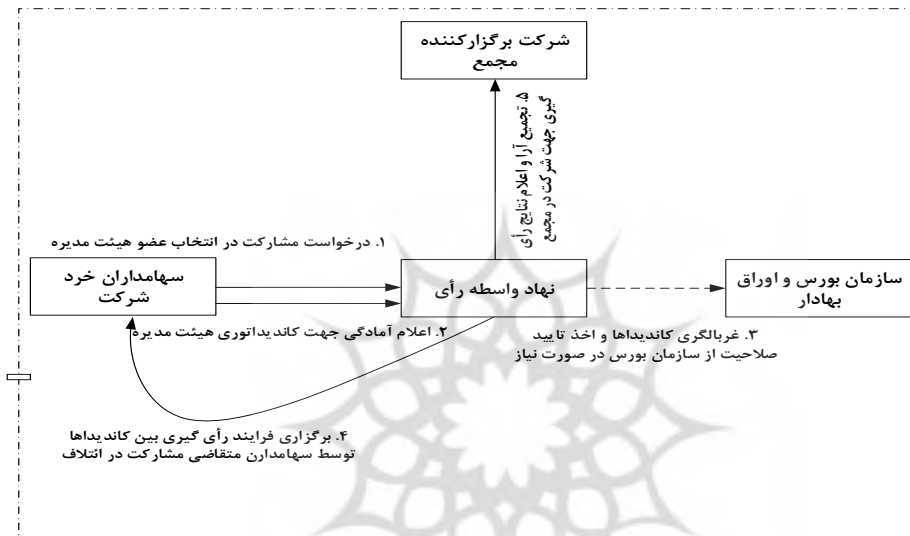 شرکت برگزارکننده
مجمع
۵. تجمیع آرا و اعلام نتایج رأی
گیری جهت شرکت در مجمع
۱. درخواست مشارکت در انتخاب عضو هیئت مدیره
سهامداران خرد
شرکت
نهاد واسطه رأی
سازمان بورس و اوراق
بهادار
۲. اعلام آمادگی جهت کاندیداتوری هیئت مدیره
۳. غربالگری کاندیداها و اخذ تایید
صلاحیت از سازمان بورس در صورت نیاز
۴. برگزاری فرایند رأی گیری بین کاندیداها
توسط سهامدارن متقاضی مشارکت در ائتلاف